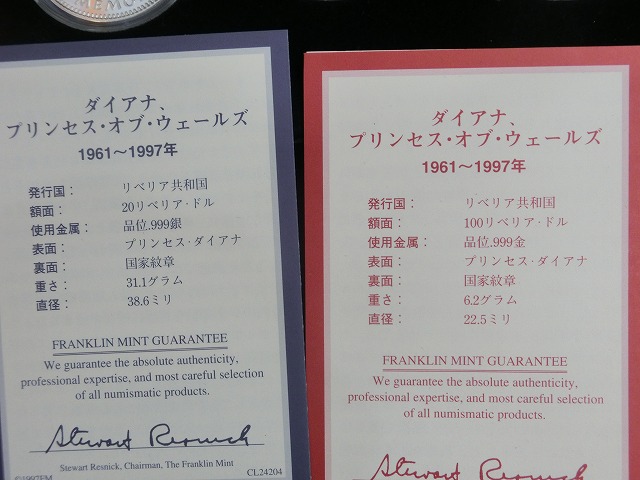 MEMO
ダイアナ、
プリンセス・オブ・ウェールズ
1961〜1997年
発行国： リベリア共和国
額面： 20リベリア・ドル
使用金属： 品位.999銀
表面： プリンセス・ダイアナ
裏面： 国家紋章
重さ： 31.1グラム
直径： 38.6ミリ
FRANKLIN MINT GUARANTEE
We guarantee the absolute authenticity,
professional expertise, and most careful selection
of all numismatic products.
Stewart Resnick
Stewart Resnick, Chairman, The Franklin Mint
©1997FM CL24204
ダイアナ、
プリンセス・オブ・ウェールズ
1961〜1997年
発行国： リベリア共和国
額面： 100リベリア・ドル
使用金属： 品位.999金
表面： プリンセス・ダイアナ
裏面： 国家紋章
重さ： 6.2グラム
直径： 22.5ミリ
FRANKLIN MINT GUARANTEE
We guarantee the absolute authenticity,
professional expertise, and most careful selection
of all numismatic products.
Stewart Resnick